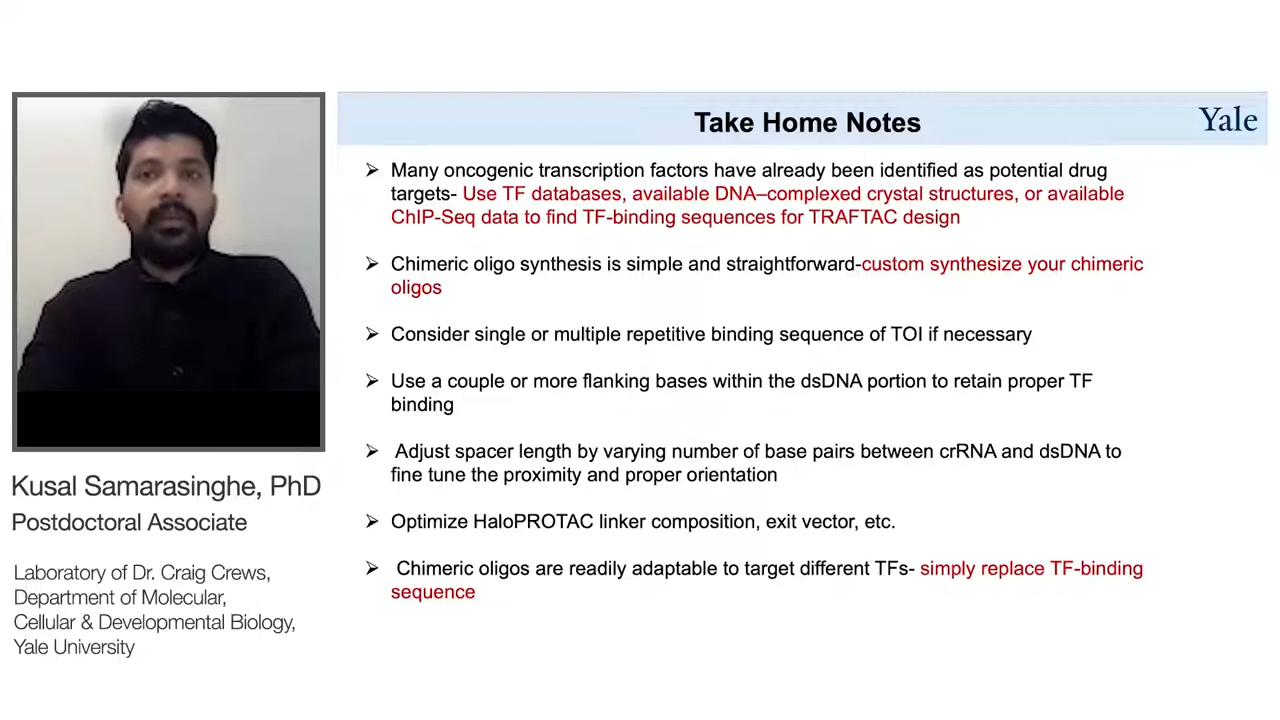 Take Home Notes
Yale
➢ Many oncogenic transcription factors have already been identified as potential drug
targets- Use TF databases, available DNA–complexed crystal structures, or available
ChIP-Seq data to find TF-binding sequences for TRAFTAC design
➢ Chimeric oligo synthesis is simple and straightforward-custom synthesize your chimeric
oligos
➢ Consider single or multiple repetitive binding sequence of TOI if necessary
➢ Use a couple or more flanking bases within the dsDNA portion to retain proper TF
binding
➢ Adjust spacer length by varying number of base pairs between crRNA and dsDNA to
fine tune the proximity and proper orientation
➢ Optimize HaloPROTAC linker composition, exit vector, etc.
➢ Chimeric oligos are readily adaptable to target different TFs- simply replace TF-binding
sequence
Kusal Samarasinghe, PhD
Postdoctoral Associate
Laboratory of Dr. Craig Crews,
Department of Molecular,
Cellular & Developmental Biology,
Yale University